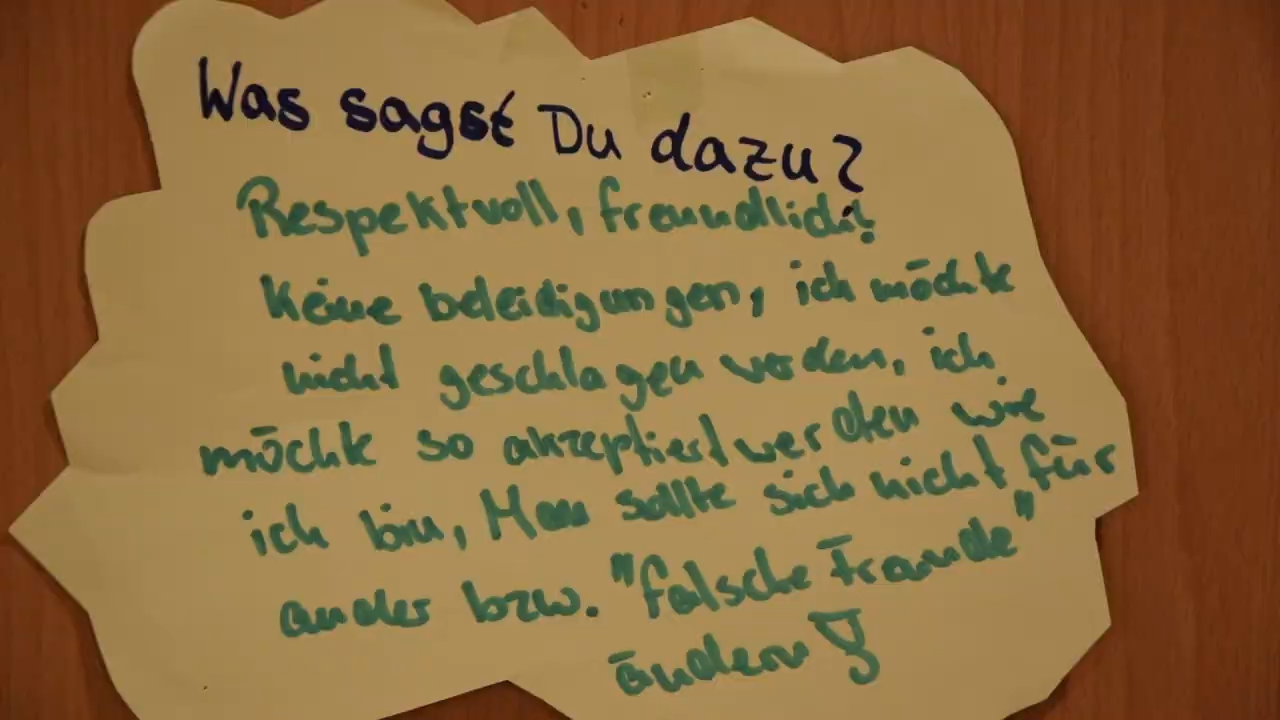 Was sagst Du dazu?
Respektvoll, freundlich!
Keine beleidigungen, ich möchte
nicht geschlagen werden, ich
möchte so akzeptiert werden wie
ich bin, Man sollte sich nicht für
ander bzw. "falsche Freunde"
ändern!